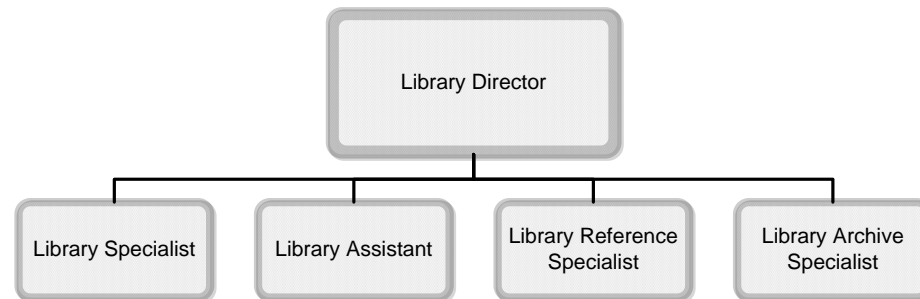 Library Director
Library Specialist
Library Assistant
Library Reference
Specialist
Library Archive
Specialist